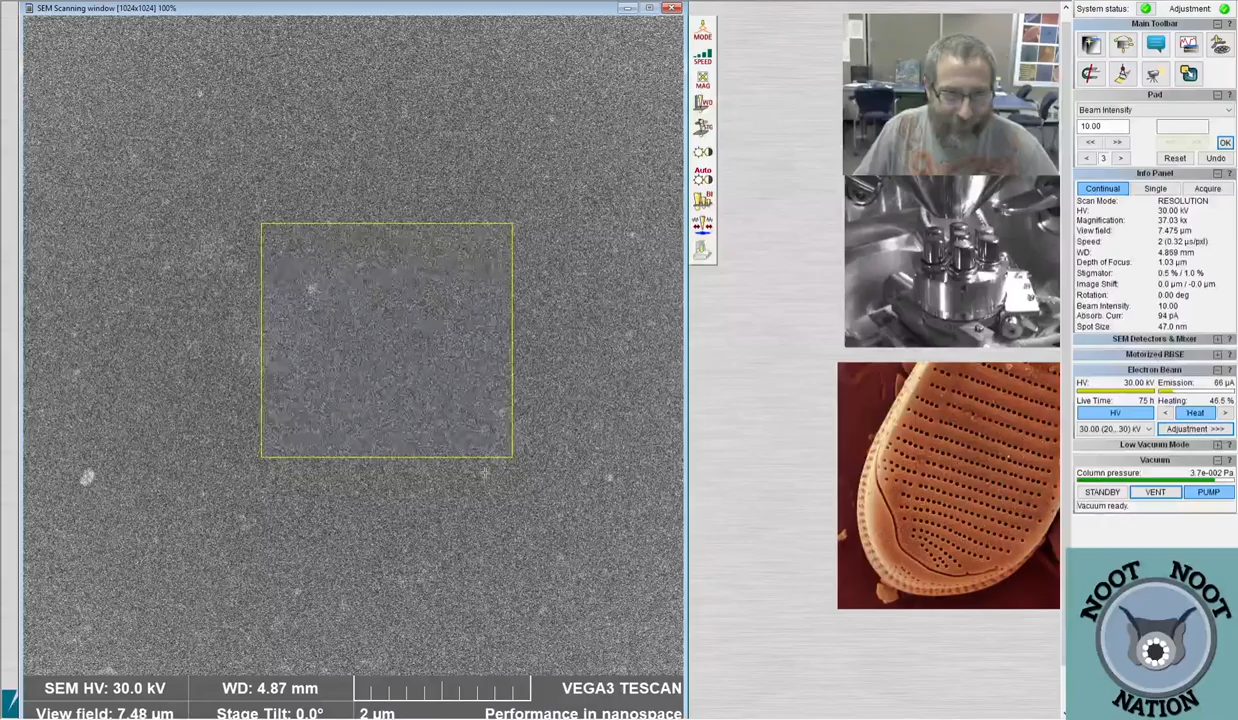 SEM Scanning window [1024x1024] 100%
System status:
Adjustment:
Main Toolbar
MODE
SPEED
MAG
WD
Auto
BI
Pad
Beam Intensity
10.00
<< >>
OK
< 3 >
Reset Undo
Info Panel
Continual Single Acquire
Scan Mode: RESOLUTION
HV: 30.00 kV
Magnification: 37.03 kx
View field: 7.475 µm
Speed: 2 (0.32 µs/pxl)
WD: 4.869 mm
Depth of Focus: 1.03 µm
Stigmator: 0.5 % / 1.0 %
Image Shift: 0.0 µm / -0.0 µm
Rotation: 0.00 deg
Beam Intensity: 10.00
Absorb. Curr: 94 pA
Spot Size: 47.0 nm
SEM Detectors & Mixer
Motorized RBSE
Electron Beam
HV: 30.00 kV Emission: 66 µA
Live Time: 75 h Heating: 46.5 %
HV < Heat >
30.00 (20...30) kV Adjustment >>>
Low Vacuum Mode
Vacuum
Column pressure: 3.7e-002 Pa
STANDBY VENT PUMP
Vacuum ready.
NOOT NOOT
NATION
SEM HV: 30.0 kV WD: 4.87 mm VEGA3 TESCAN
View field: 7.48 µm Stage Tilt: 0.0° 2 µm Performance in nanospace